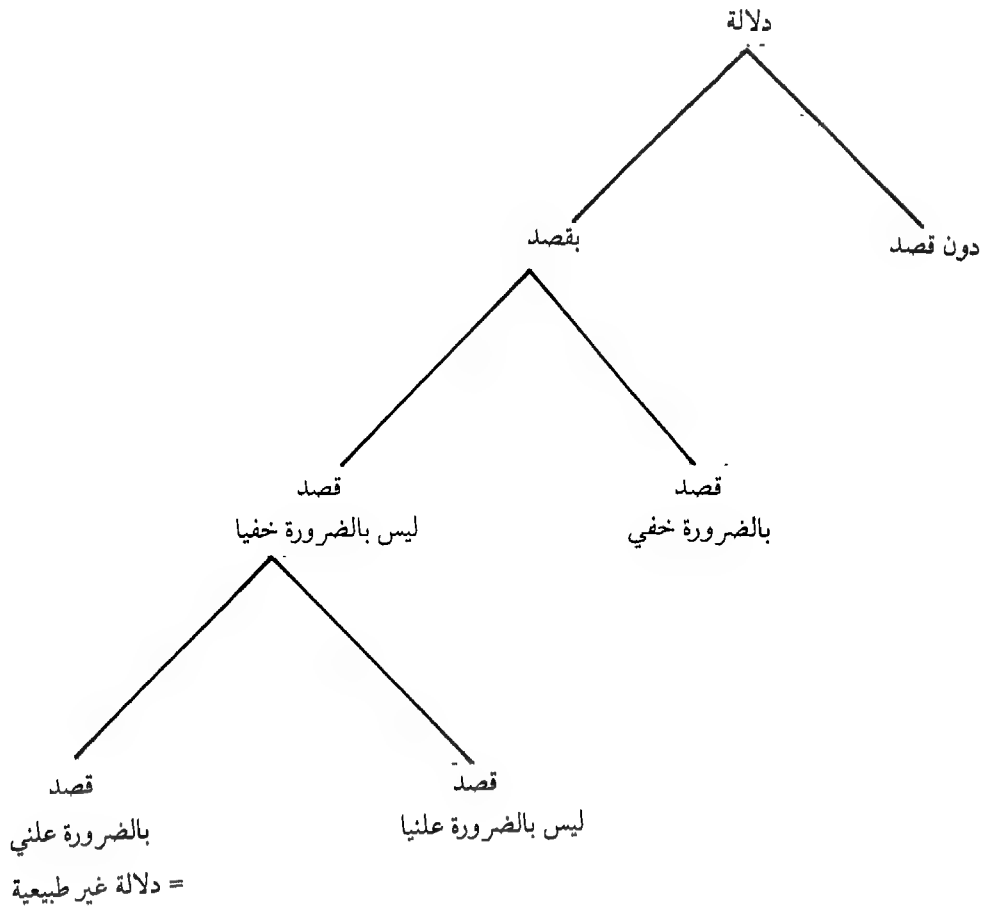 دلالة
دون قصد
بقصد
قصد
بالضرورة خفي
قصد
ليس بالضرورة خفيا
قصد
ليس بالضرورة علنيا
قصد
بالضرورة علني
= دلالة غير طبيعية